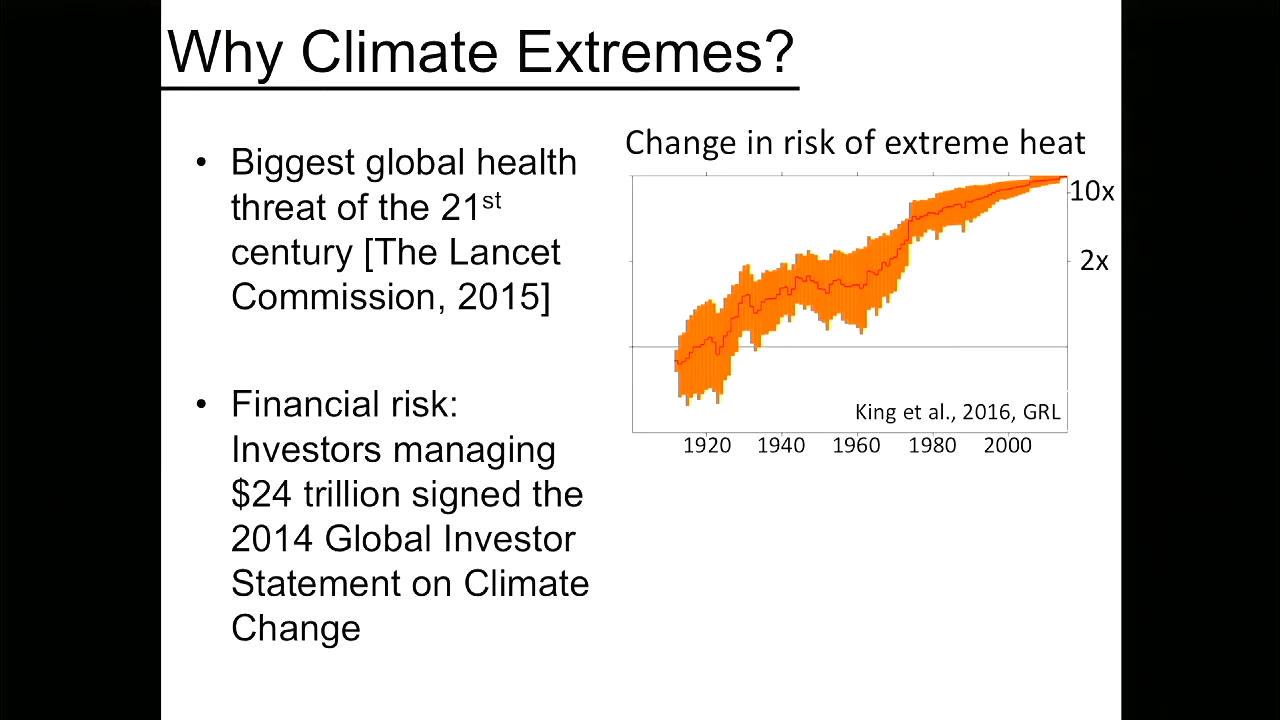 Why Climate Extremes?
• Biggest global health
threat of the 21st
century [The Lancet
Commission, 2015]
• Financial risk:
Investors managing
$24 trillion signed the
2014 Global Investor
Statement on Climate
Change
Change in risk of extreme heat
10x
2x
King et al., 2016, GRL
1920 1940 1960 1980 2000